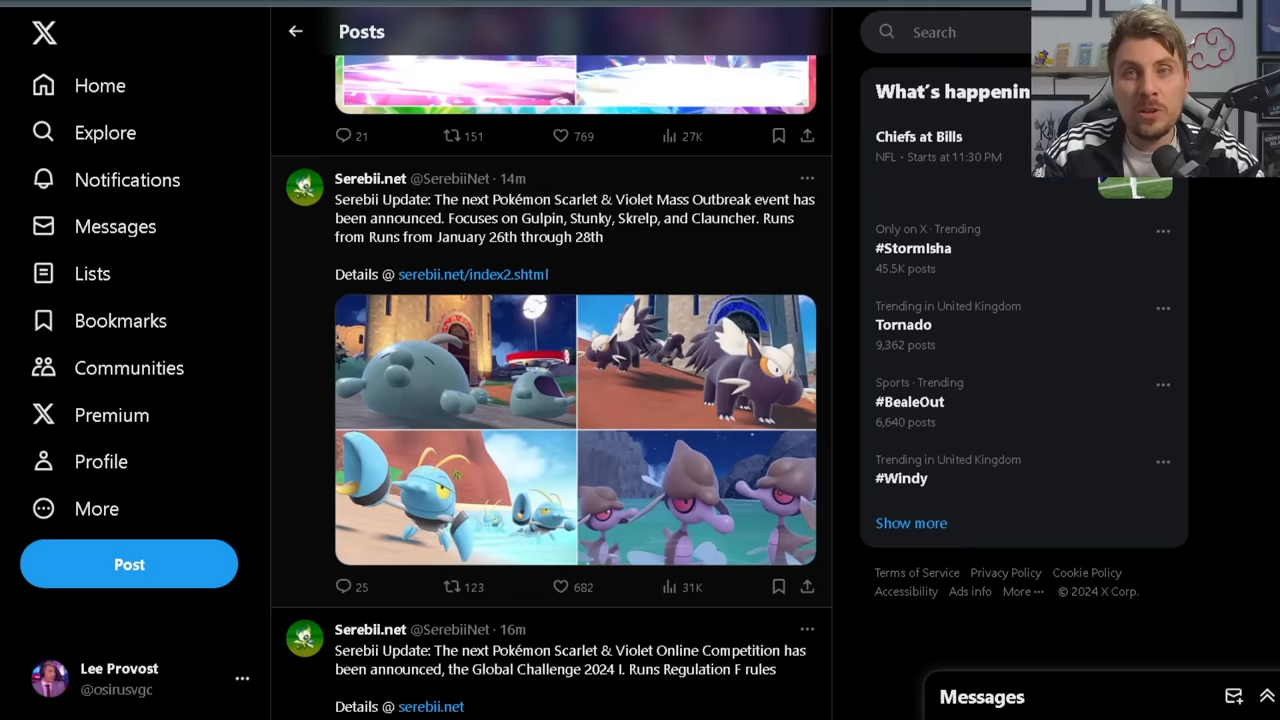 Home
Explore
Notifications
Messages
Lists
Bookmarks
Communities
Premium
Profile
More
Post
Lee Provost
@osirusvgc
Posts
21 151 769 27K
Serebii.net @SerebiiNet · 14m
Serebii Update: The next Pokémon Scarlet & Violet Mass Outbreak event has
been announced. Focuses on Gulpin, Stunky, Skrelp, and Clauncher. Runs
from Runs from January 26th through 28th
Details @ serebii.net/index2.shtml
25 123 682 31K
Serebii.net @SerebiiNet · 16m
Serebii Update: The next Pokémon Scarlet & Violet Online Competition has
been announced, the Global Challenge 2024 I. Runs Regulation F rules
Details @ serebii.net
Search
What's happenin
Chiefs at Bills
NFL · Starts at 11:30 PM
Only on X · Trending
#StormIsha
45.5K posts
Trending in United Kingdom
Tornado
9,362 posts
Sports · Trending
#BealeOut
6,640 posts
Trending in United Kingdom
#Windy
Show more
Terms of Service Privacy Policy Cookie Policy
Accessibility Ads info More ··· © 2024 X Corp.
Messages